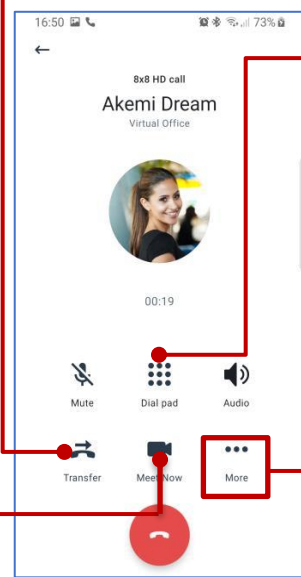 16:50 73%
8x8 HD call
Akemi Dream
Virtual Office
00:19
Mute Dial pad Audio
Transfer Meet Now More